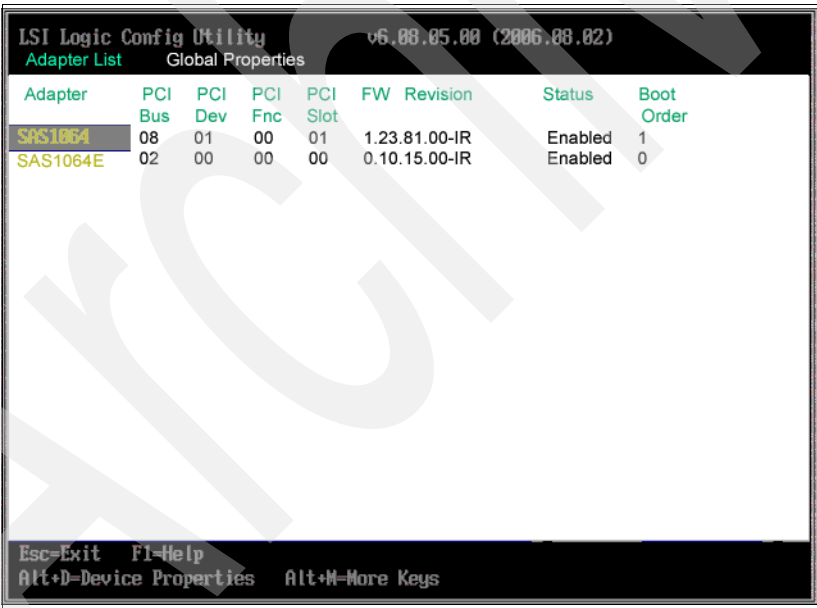 LSI Logic Config Utility v6.08.05.00 (2006.08.02)
Adapter List Global Properties
Adapter PCI PCI PCI PCI FW Revision Status Boot
Bus Dev Fnc Slot Order
SAS1064 08 01 00 01 1.23.81.00-IR Enabled 1
SAS1064E 02 00 00 00 0.10.15.00-IR Enabled 0
Esc=Exit F1=Help
Alt+D=Device Properties Alt+M=More Keys